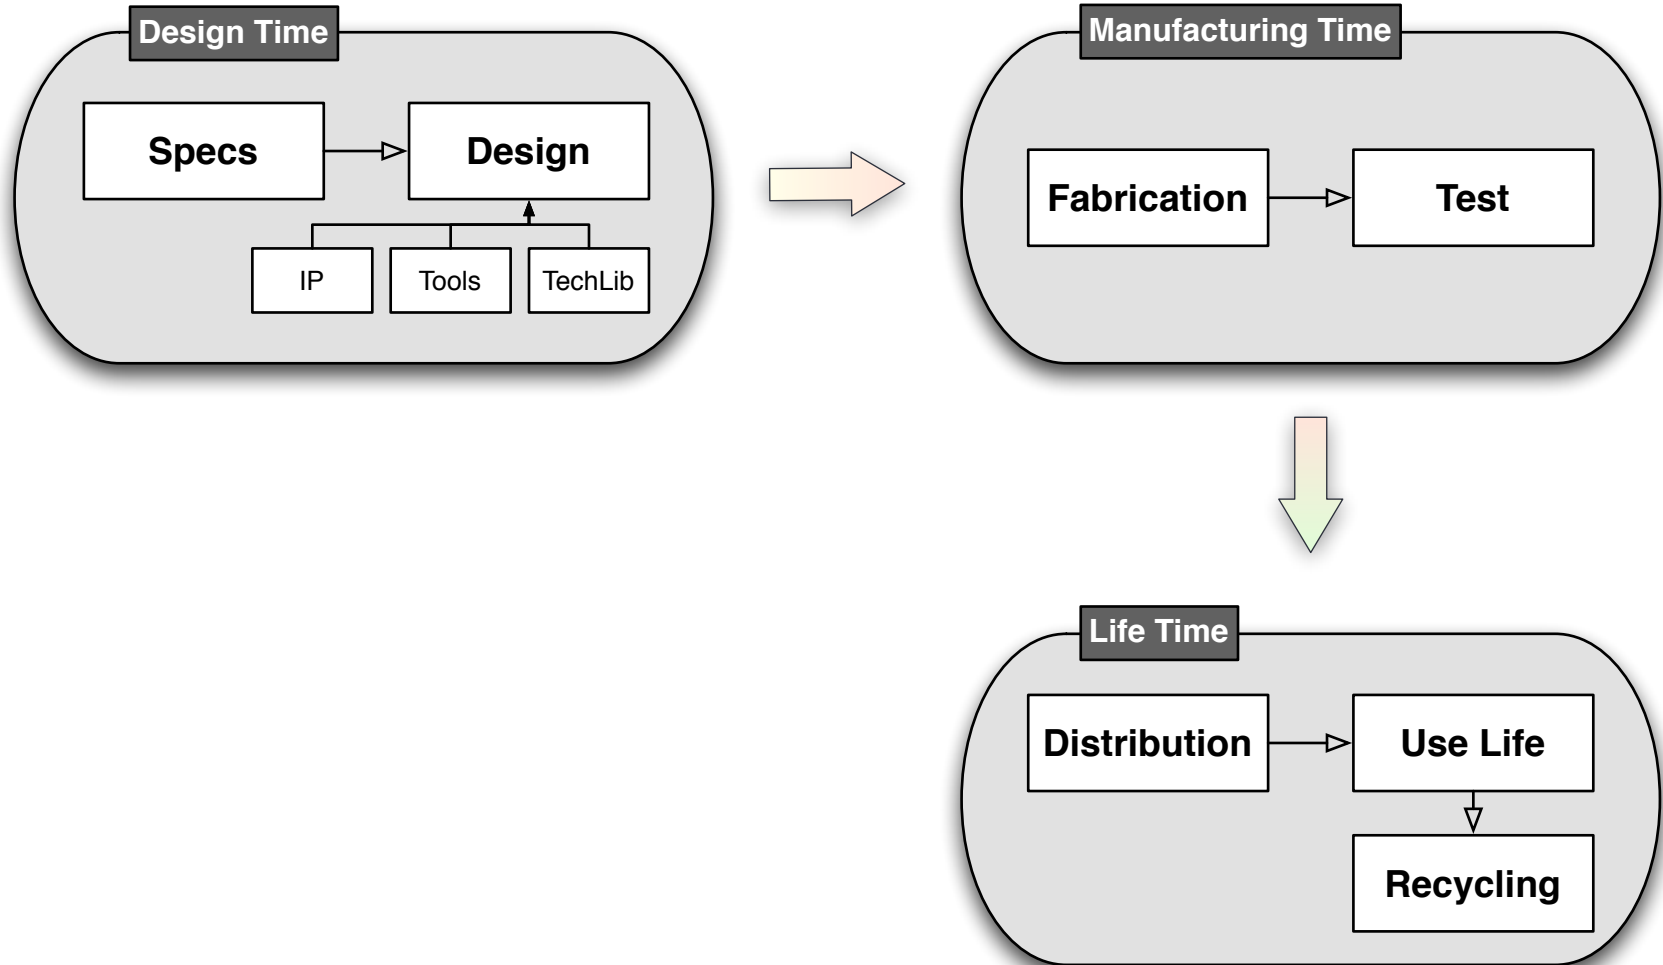 Design Time
Specs
Design
IP
Tools
TechLib
Manufacturing Time
Fabrication
Test
Life Time
Distribution
Use Life
Recycling